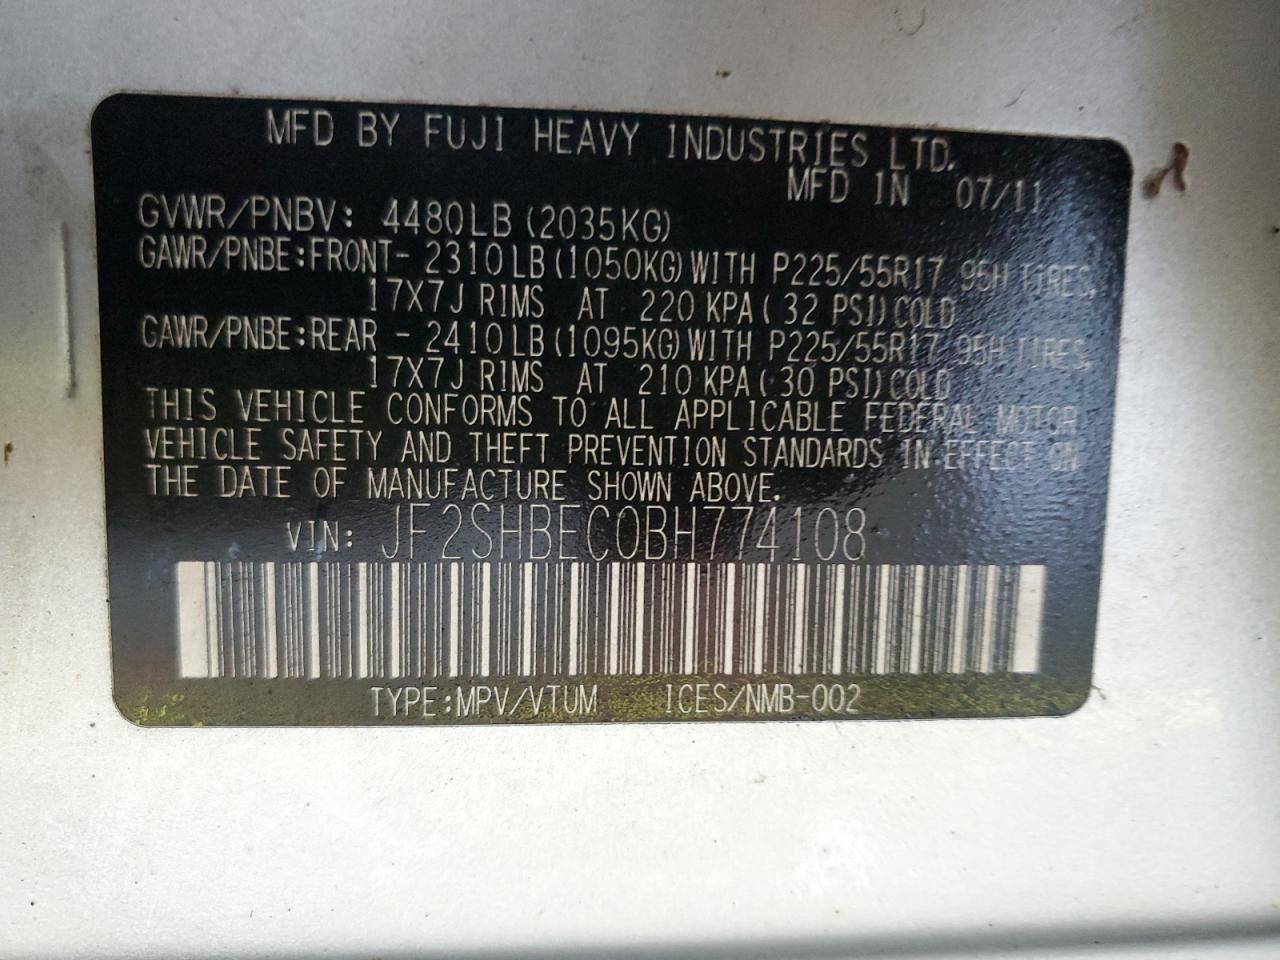 MFD BY FUJI HEAVY INDUSTRIES LTD.
MFD IN 07/11
GVWR/PNBV: 4480LB (2035KG)
GAWR/PNBE:FRONT- 2310LB (1050KG) WITH P225/55R17 95H TIRES,
17X7J RIMS AT 220 KPA ( 32 PSI) COLD
GAWR/PNBE:REAR - 2410LB (1095KG) WITH P225/55R17 95H TIRES,
17X7J RIMS AT 210 KPA ( 30 PSI) COLD
THIS VEHICLE CONFORMS TO ALL APPLICABLE FEDERAL MOTOR
VEHICLE SAFETY AND THEFT PREVENTION STANDARDS IN EFFECT ON
THE DATE OF MANUFACTURE SHOWN ABOVE.
VIN: JF2SHBEC0BH774108
TYPE:MPV/VTUM ICES/NMB-002